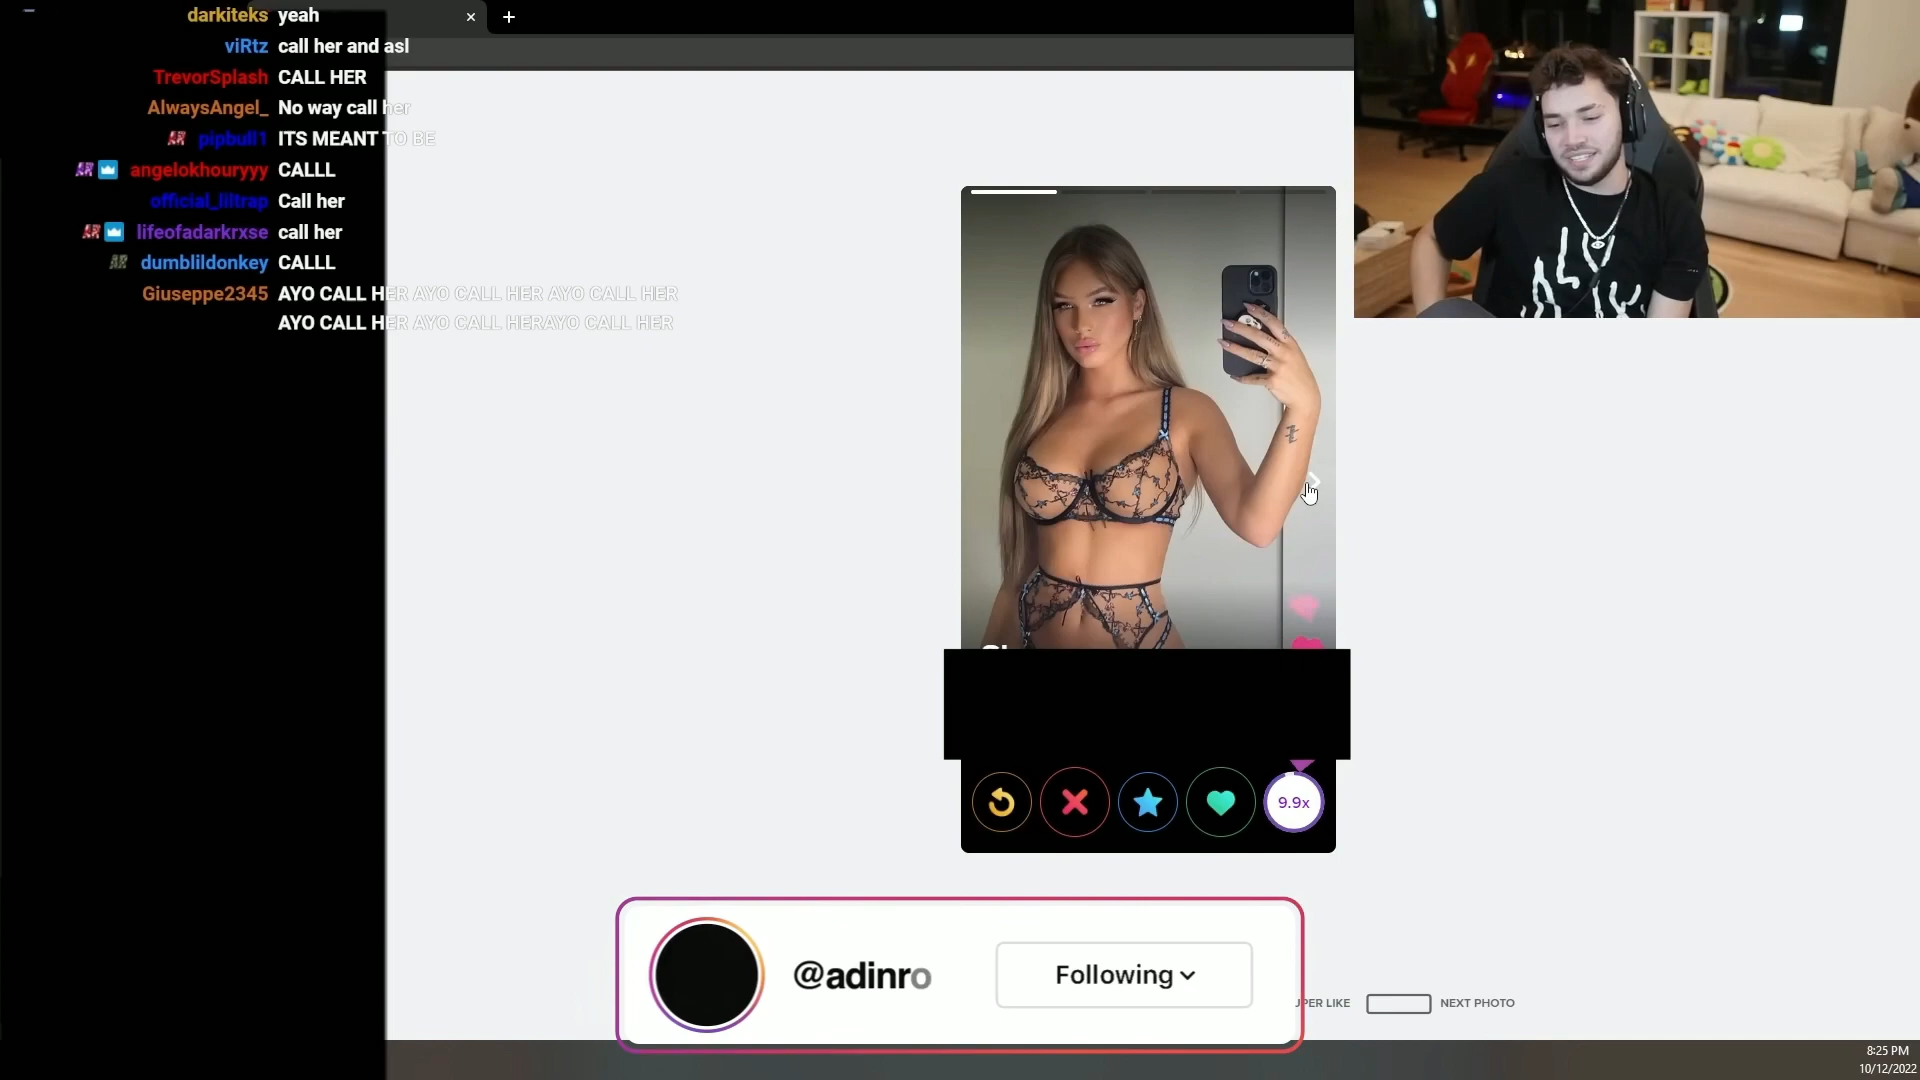 darkiteks yeah
viRtz call her and asl
TrevorSplash CALL HER
AlwaysAngel_ No way call her
pipbull1 ITS MEANT TO BE
angelokhouryyy CALLL
official_liltrap Call her
lifeofadarkrxse call her
dumblildonkey CALLL
Giuseppe2345 AYO CALL HER AYO CALL HER AYO CALL HER
AYO CALL HER AYO CALL HERAYO CALL HER
9.9x
@adinro
Following
LIKE
NEXT PHOTO
8:25 PM
10/12/2022